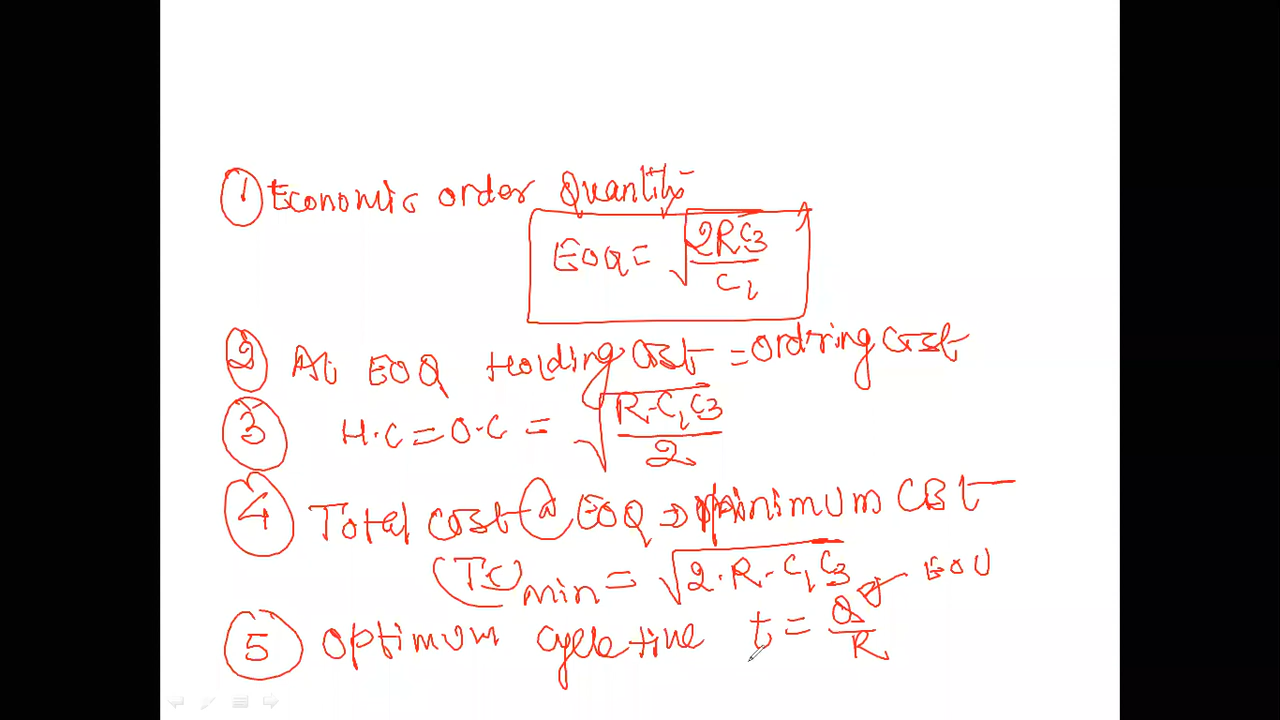 ① Economic order Quantity
EOQ = √(2RC3/C1)
② At EOQ Holding Cost = Ordering Cost
③ H.C = O.C = √(R-C1C3/2)
④ Total cost @ EOQ ⇒ Minimum Cost
(TC)min = √(2·R-C1C3) EOQ
⑤ Optimum cycle time t = Q/R